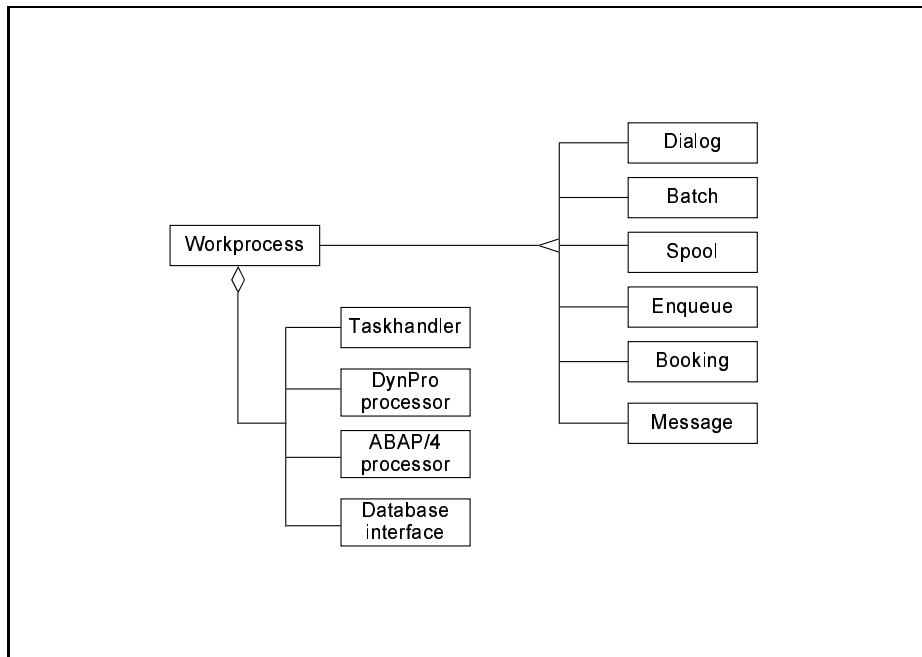 Dialog
Batch
Workprocess
Spool
Enqueue
Taskhandler
Booking
DynPro
processor
Message
ABAP/4
processor
Database
interface